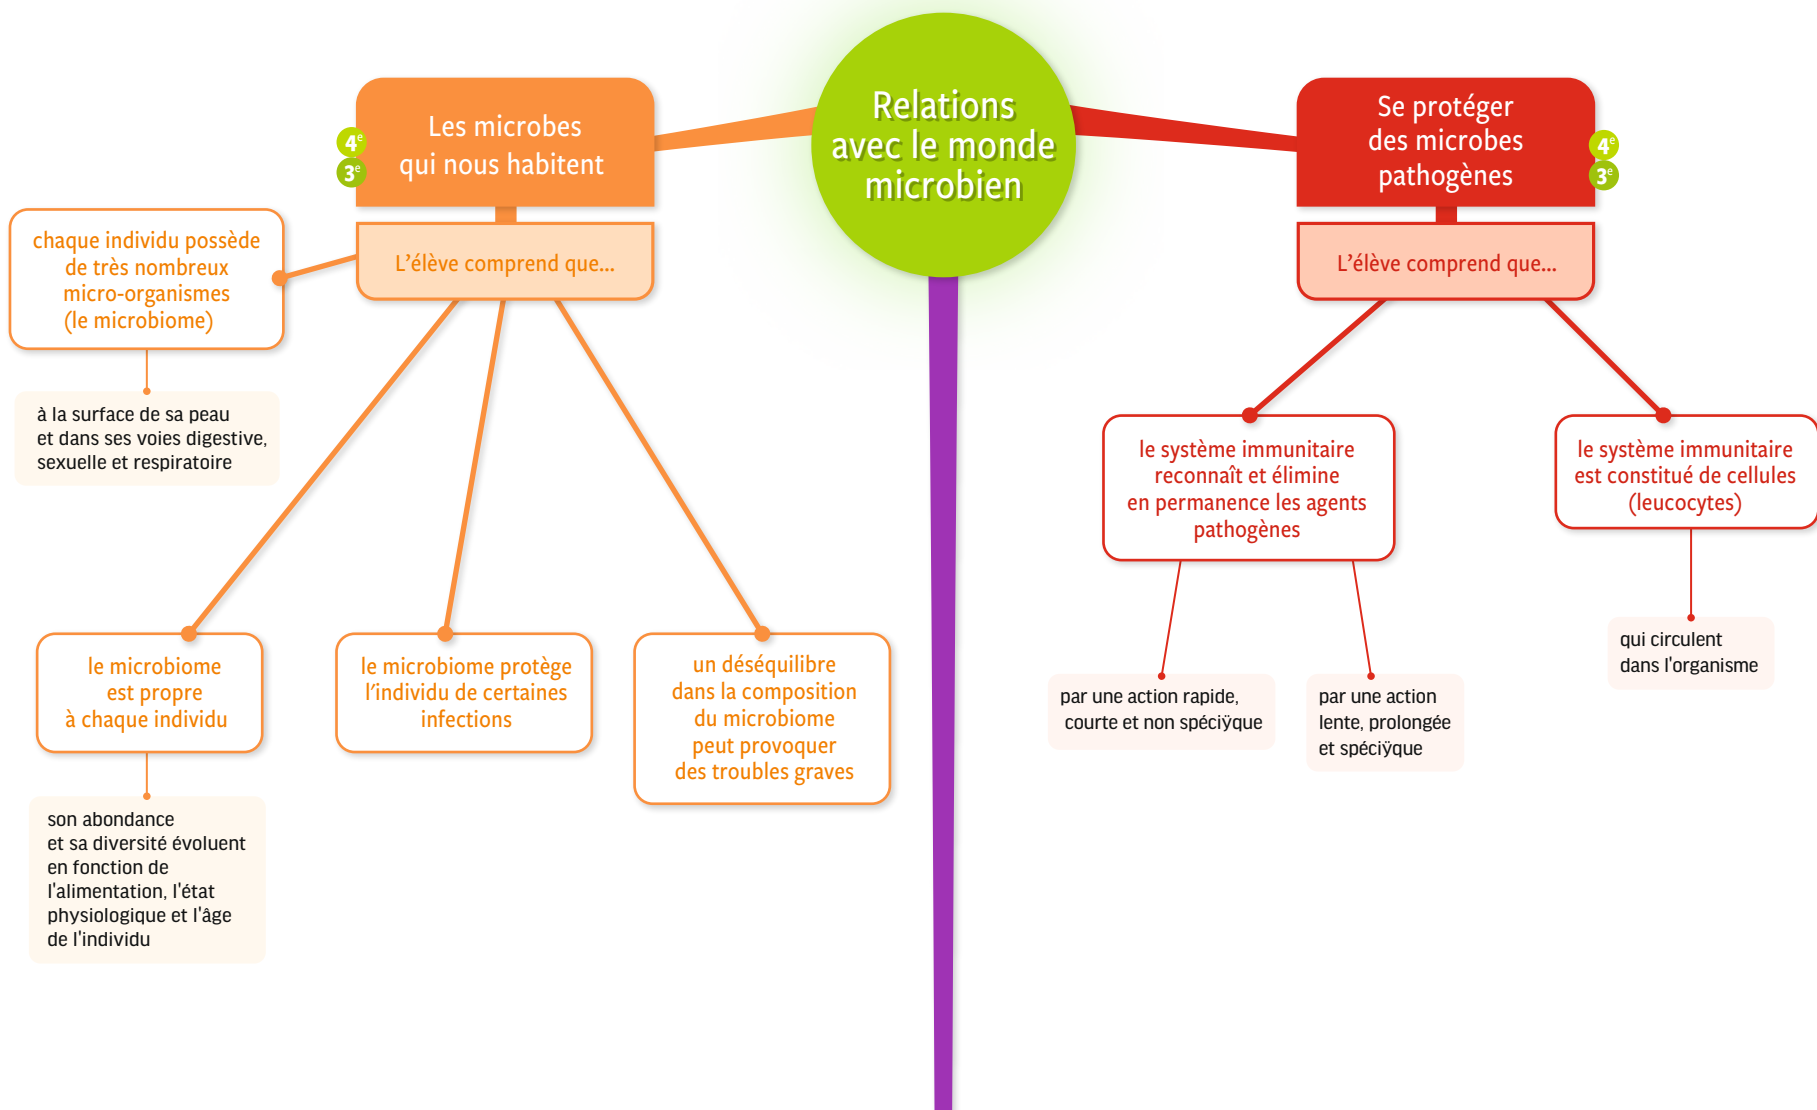 Relations
avec le monde
microbien
Les microbes
qui nous habitent
4e
3e
L’élève comprend que...
chaque individu possède
de très nombreux
micro-organismes
(le microbiome)
à la surface de sa peau
et dans ses voies digestive,
sexuelle et respiratoire
le microbiome
est propre
à chaque individu
son abondance
et sa diversité évoluent
en fonction de
l'alimentation, l'état
physiologique et l'âge
de l'individu
le microbiome protège
l’individu de certaines
infections
un déséquilibre
dans la composition
du microbiome
peut provoquer
des troubles graves
Se protéger
des microbes
pathogènes
4e
3e
L’élève comprend que...
le système immunitaire
reconnaît et élimine
en permanence les agents
pathogènes
par une action rapide,
courte et non spéciÿque
par une action
lente, prolongée
et spéciÿque
le système immunitaire
est constitué de cellules
(leucocytes)
qui circulent
dans l'organisme